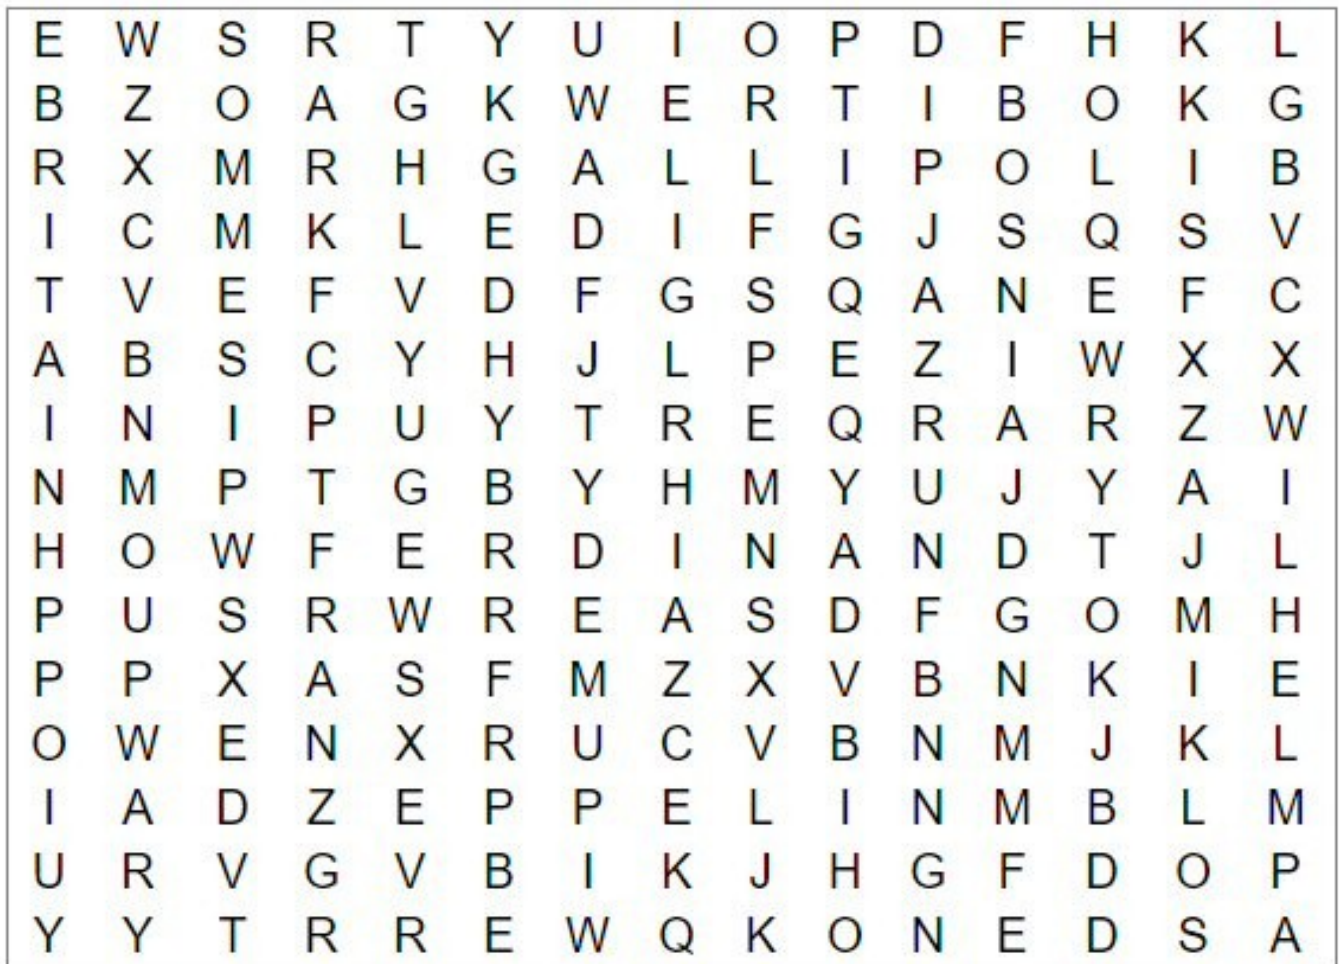 E W S R T Y U I O P D F H K L
B Z O A G K W E R T I B O K G
R X M R H G A L L I P O L I B
I C M K L E D I F G J S Q S V
T V E F V D F G S Q A N E F C
A B S C Y H J L P E Z I W X X
I N I P U Y T R E Q R A R Z W
N M P T G B Y H M Y U J Y A I
H O W F E R D I N A N D T J L
P U S R W R E A S D F G O M H
P P X A S F M Z X V B N K I E
O W E N X R U C V B N M J K L
I A D Z E P P E L I N M B L M
U R V G V B I K J H G F D O P
Y Y T R R E W Q K O N E D S A